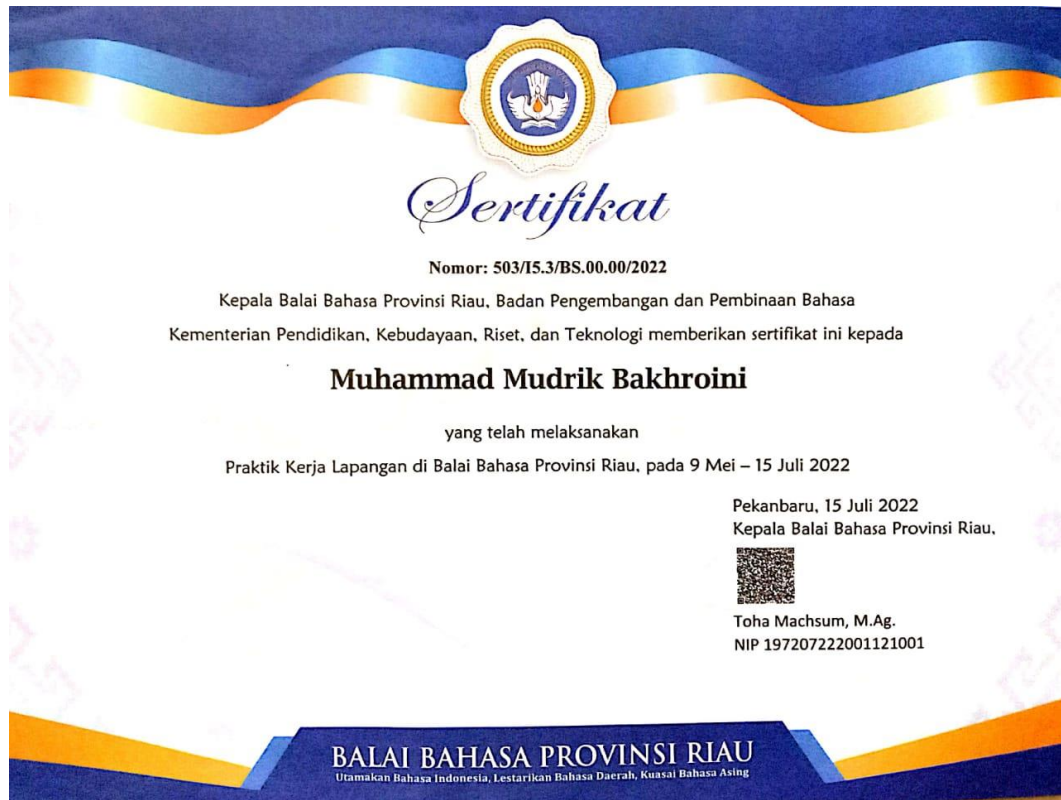 Sertifikat
Nomor: 503/I5.3/BS.00.00/2022
Kepala Balai Bahasa Provinsi Riau, Badan Pengembangan dan Pembinaan Bahasa
Kementerian Pendidikan, Kebudayaan, Riset, dan Teknologi memberikan sertifikat ini kepada
Muhammad Mudrik Bakhroini
yang telah melaksanakan
Praktik Kerja Lapangan di Balai Bahasa Provinsi Riau, pada 9 Mei – 15 Juli 2022
Pekanbaru, 15 Juli 2022
Kepala Balai Bahasa Provinsi Riau,
Toha Machsum, M.Ag.
NIP 197207222001121001
BALAI BAHASA PROVINSI RIAU
Utamakan Bahasa Indonesia, Lestarikan Bahasa Daerah, Kuasai Bahasa Asing